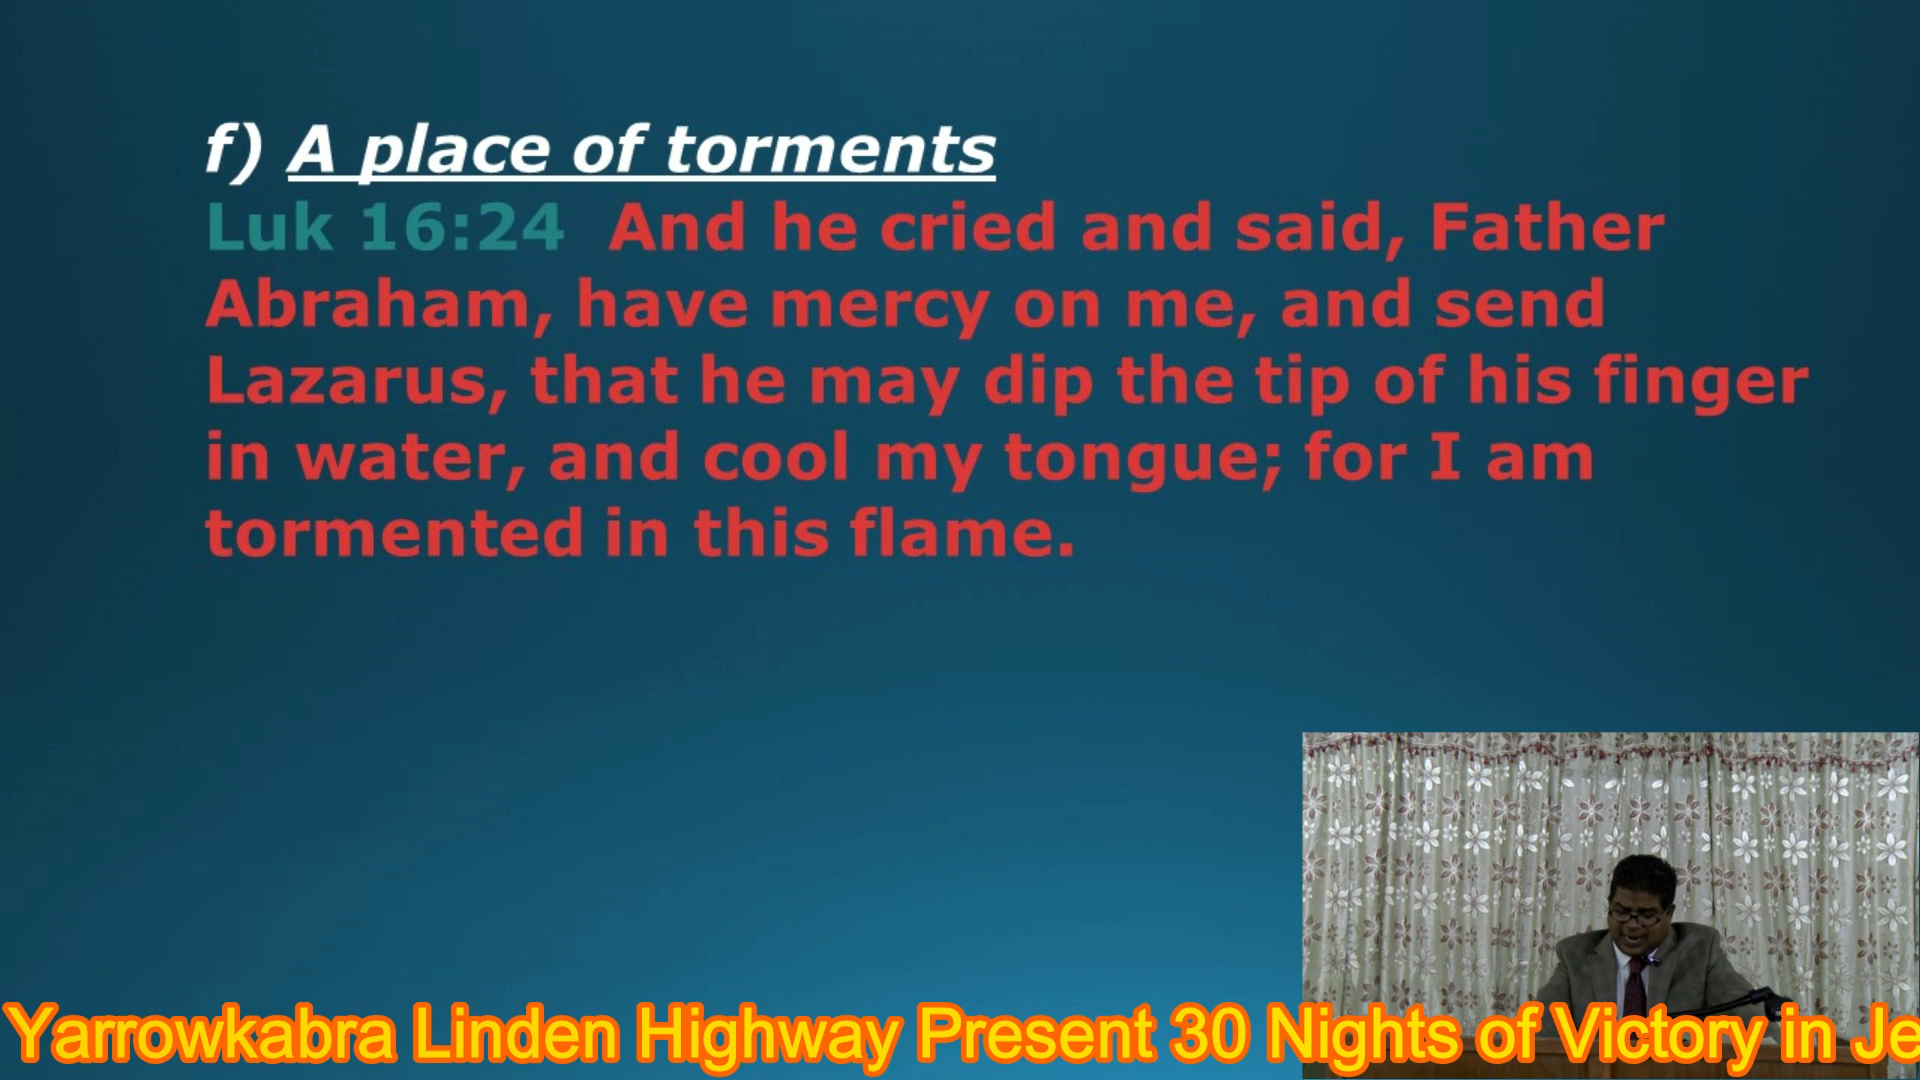 f) A place of torments
Luk 16:24 And he cried and said, Father
Abraham, have mercy on me, and send
Lazarus, that he may dip the tip of his finger
in water, and cool my tongue; for I am
tormented in this flame.
Yarrowkabra Linden Highway Present 30 Nights of Victory in Je